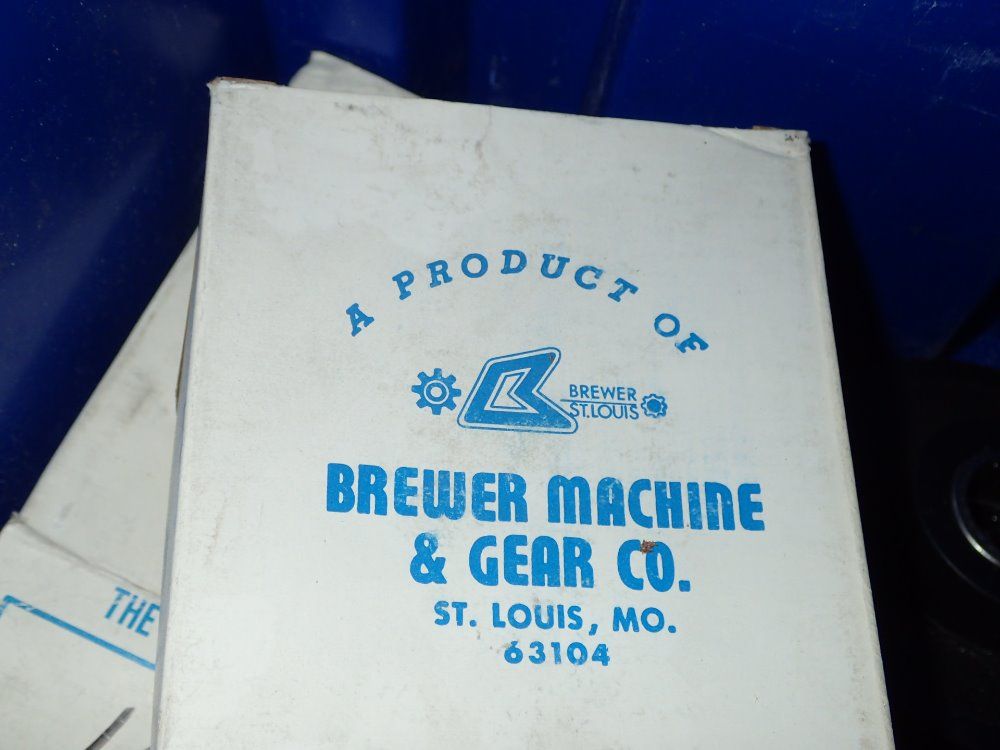 A PRODUCT OF
BREWER
ST.LOUIS
BREWER MACHINE
& GEAR CO.
ST. LOUIS, MO.
63104
THE